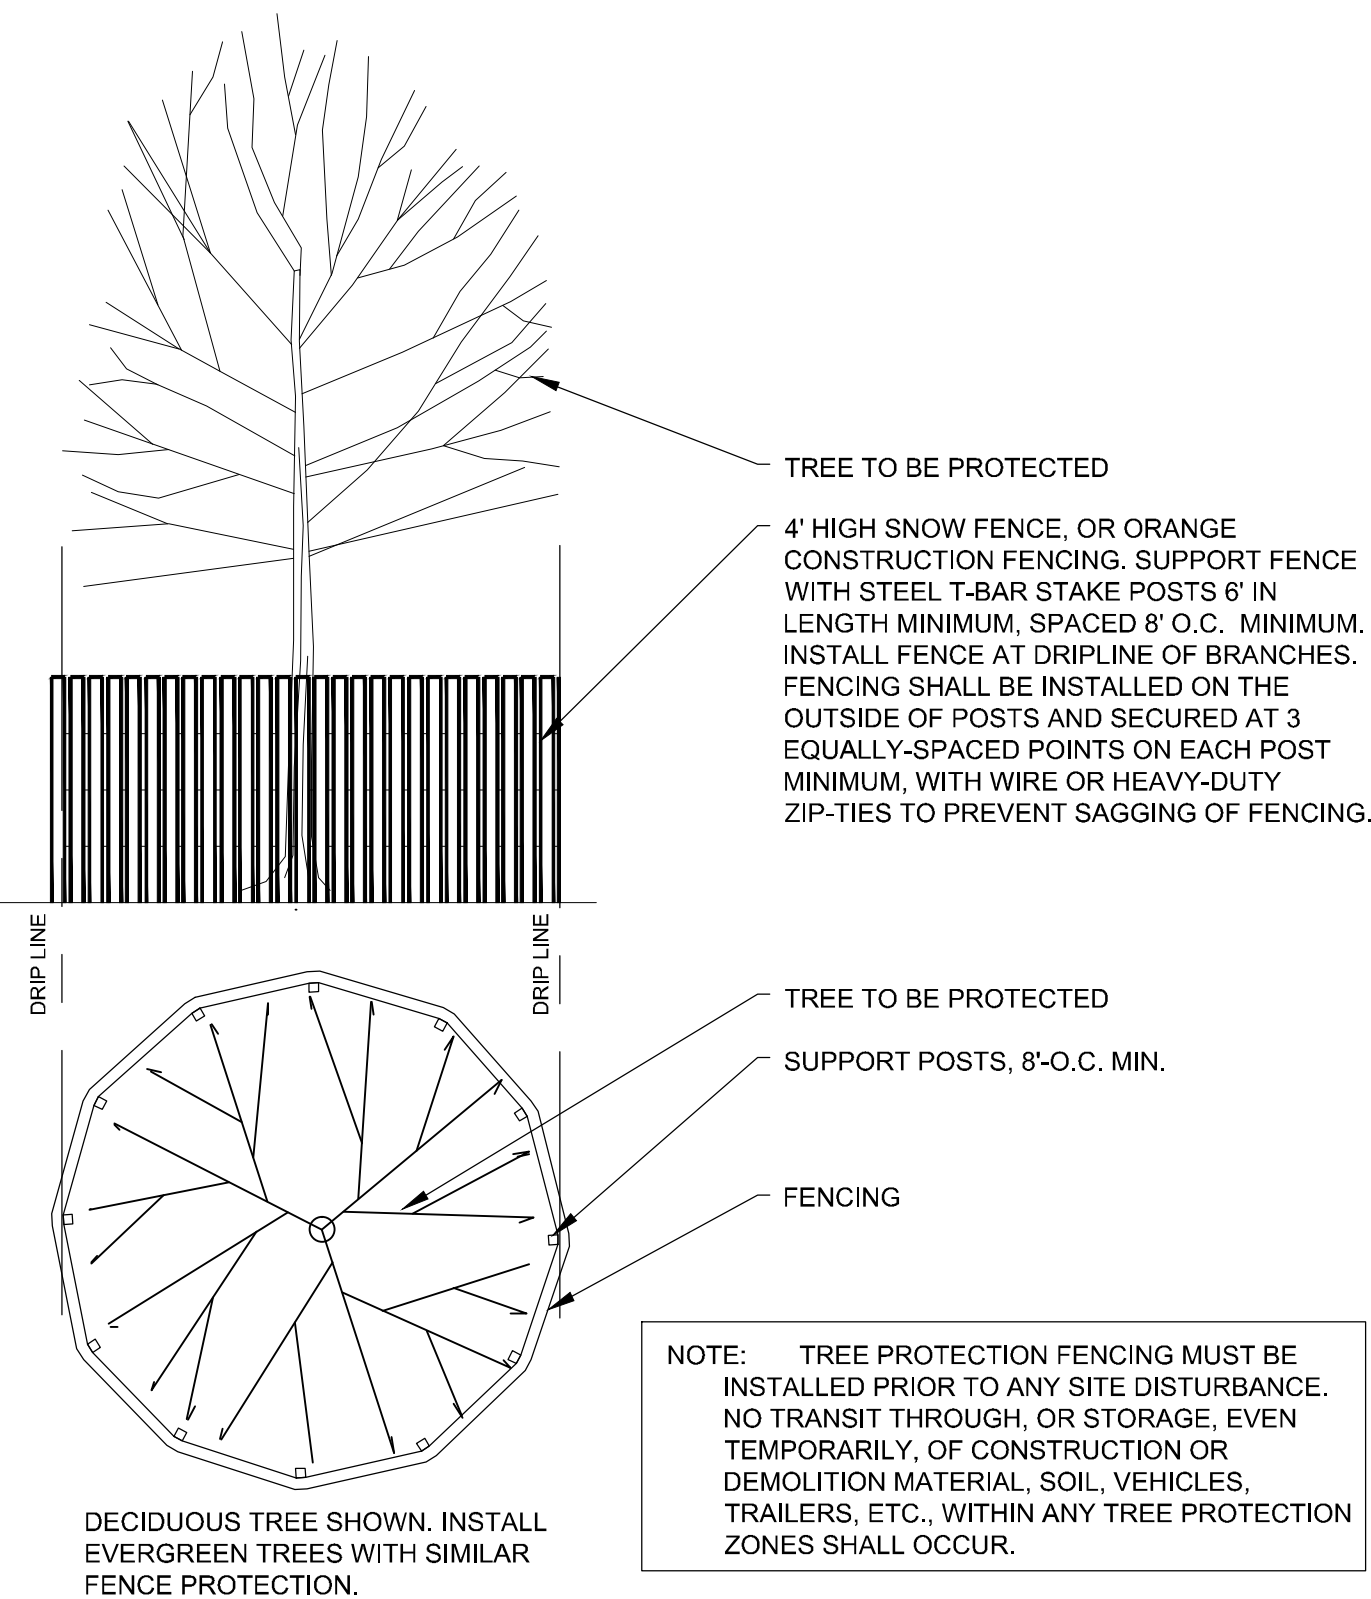 TREE TO BE PROTECTED
4' HIGH SNOW FENCE, OR ORANGE
CONSTRUCTION FENCING. SUPPORT FENCE
WITH STEEL T-BAR STAKE POSTS 6' IN
LENGTH MINIMUM, SPACED 8' O.C. MINIMUM.
INSTALL FENCE AT DRIPLINE OF BRANCHES.
FENCING SHALL BE INSTALLED ON THE
OUTSIDE OF POSTS AND SECURED AT 3
EQUALLY-SPACED POINTS ON EACH POST
MINIMUM, WITH WIRE OR HEAVY-DUTY
ZIP-TIES TO PREVENT SAGGING OF FENCING.
DRIP LINE
DRIP LINE
TREE TO BE PROTECTED
SUPPORT POSTS, 8'-O.C. MIN.
FENCING
NOTE: TREE PROTECTION FENCING MUST BE
INSTALLED PRIOR TO ANY SITE DISTURBANCE.
NO TRANSIT THROUGH, OR STORAGE, EVEN
TEMPORARILY, OF CONSTRUCTION OR
DEMOLITION MATERIAL, SOIL, VEHICLES,
TRAILERS, ETC., WITHIN ANY TREE PROTECTION
ZONES SHALL OCCUR.
DECIDUOUS TREE SHOWN. INSTALL
EVERGREEN TREES WITH SIMILAR
FENCE PROTECTION.